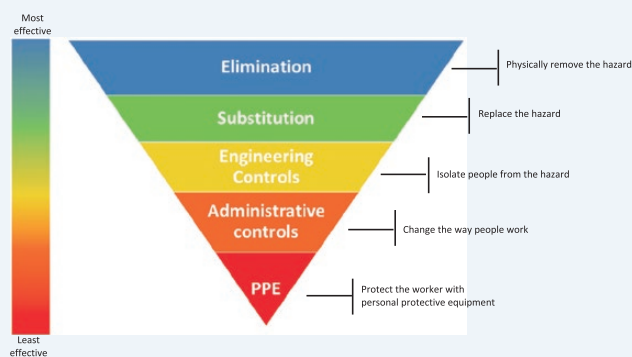 Most
effective
Elimination
Physically remove the hazard
Substitution
Replace the hazard
Engineering
Controls
Isolate people from the hazard
Administrative
controls
Change the way people work
PPE
Protect the worker with
personal protective equipment
Least
effective